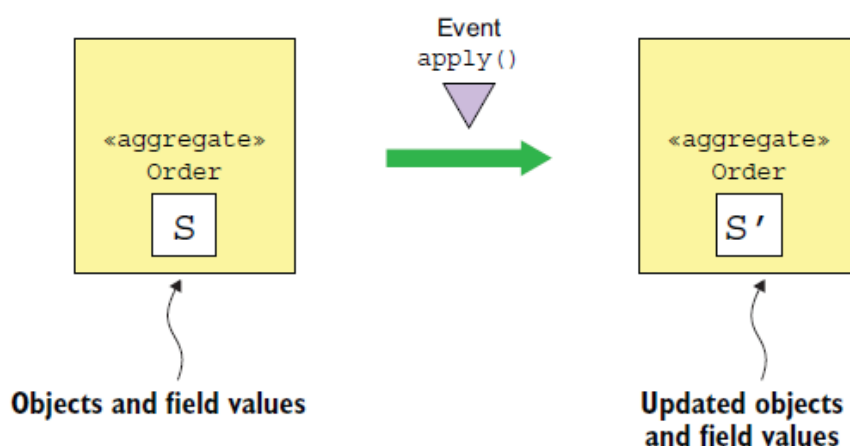 Event
apply()
«aggregate»
Order
S
«aggregate»
Order
S'
Objects and field values
Updated objects
and field values